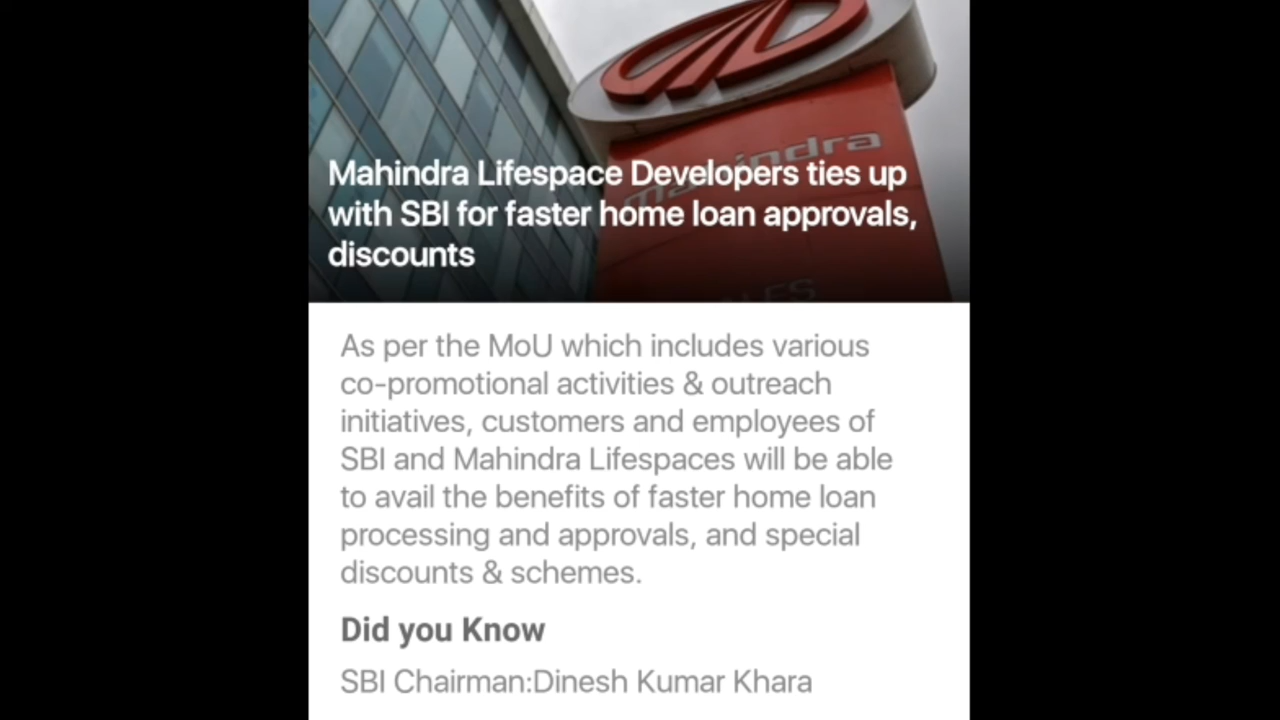 mahindra
Mahindra Lifespace Developers ties up
with SBI for faster home loan approvals,
discounts
As per the MoU which includes various
co-promotional activities & outreach
initiatives, customers and employees of
SBI and Mahindra Lifespaces will be able
to avail the benefits of faster home loan
processing and approvals, and special
discounts & schemes.
Did you Know
SBI Chairman:Dinesh Kumar Khara